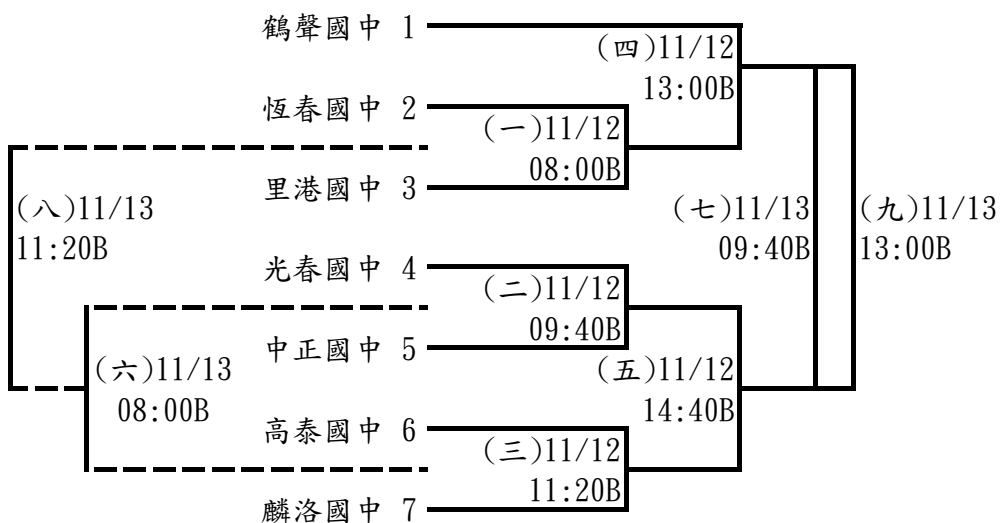 鶴聲國中 1
(四)11/12
13:00B
恆春國中 2
(一)11/12
08:00B
里港國中 3
(八)11/13
11:20B
(七)11/13
09:40B
(九)11/13
13:00B
光春國中 4
(二)11/12
09:40B
中正國中 5
(六)11/13
08:00B
(五)11/12
14:40B
高泰國中 6
(三)11/12
11:20B
麟洛國中 7